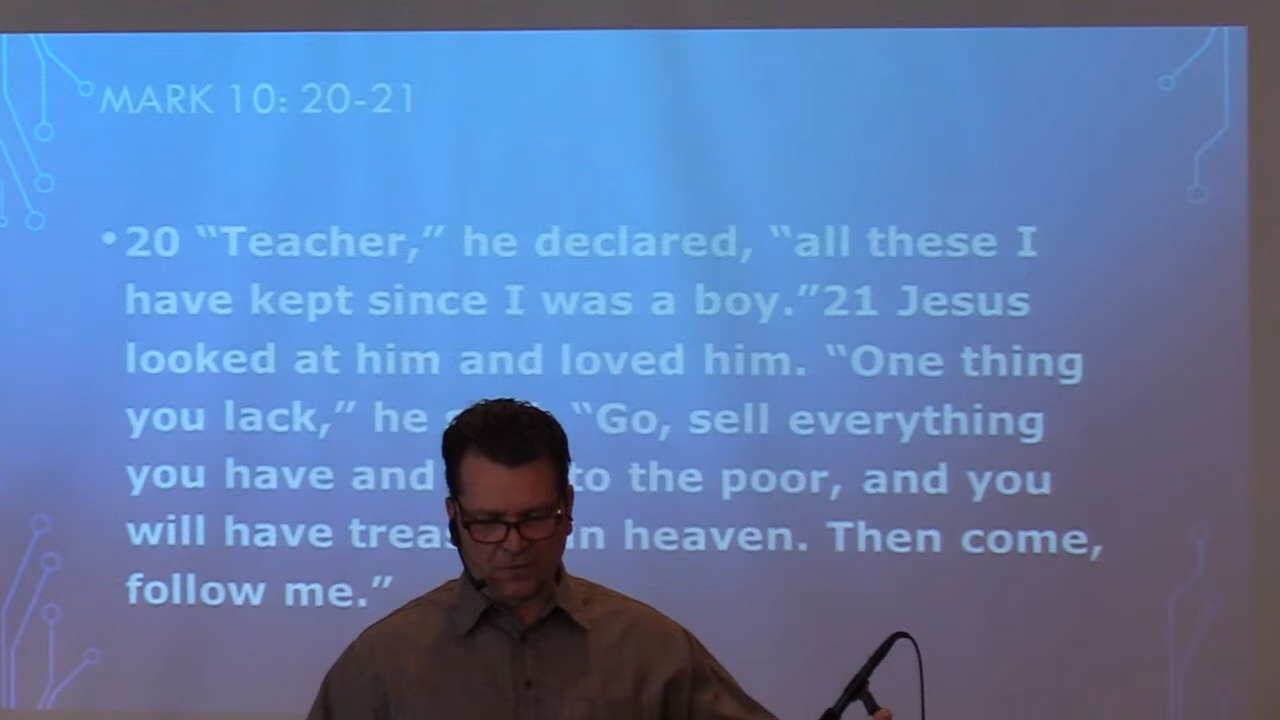 MARK 10: 20-21
• 20 “Teacher,” he declared, “all these I
have kept since I was a boy.”21 Jesus
looked at him and loved him. “One thing
you lack,” he “Go, sell everything
you have and to the poor, and you
will have in heaven. Then come,
follow me.”